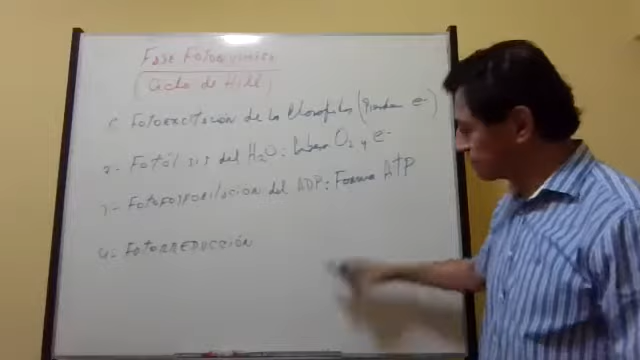 Fase Fotoquímica
(Ciclo de Hill)
1- Fotoexcitación de la Clorofila (Pierden e-)
2- Fotólisis del H2O: Libera O2 y e-
3- Fotofosforilación del ADP: Forma ATP
4- FOTORREDUCCIÓN